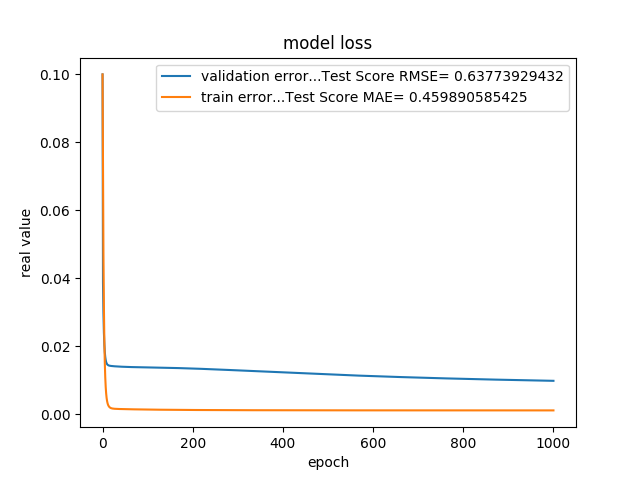 model loss
validation error...Test Score RMSE= 0.63773929432
train error...Test Score MAE= 0.459890585425
real value
0.10
0.08
0.06
0.04
0.02
0.00
0 200 400 600 800 1000
epoch